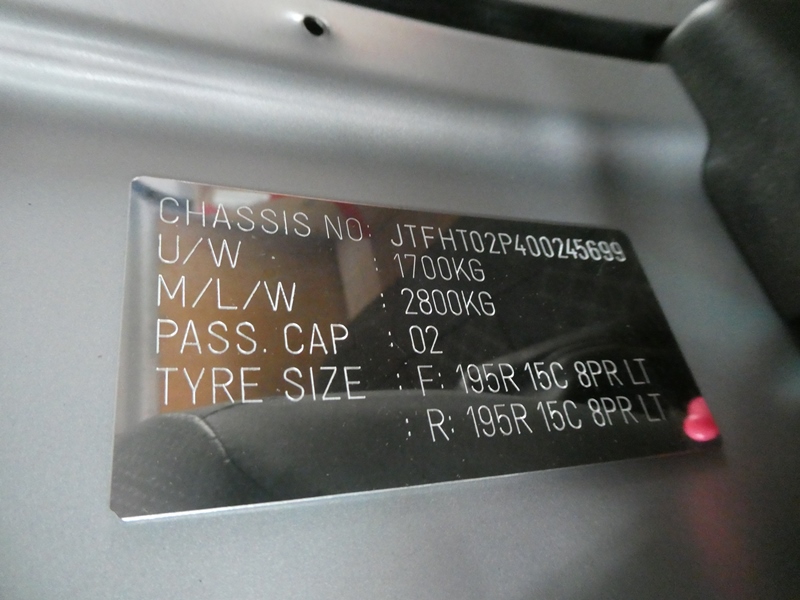 CHASSIS NO: JTFHT02P400245699
U/W : 1700KG
M/L/W : 2800KG
PASS. CAP : 02
TYRE SIZE : F: 195R 15C 8PR LT
: R: 195R 15C 8PR LT